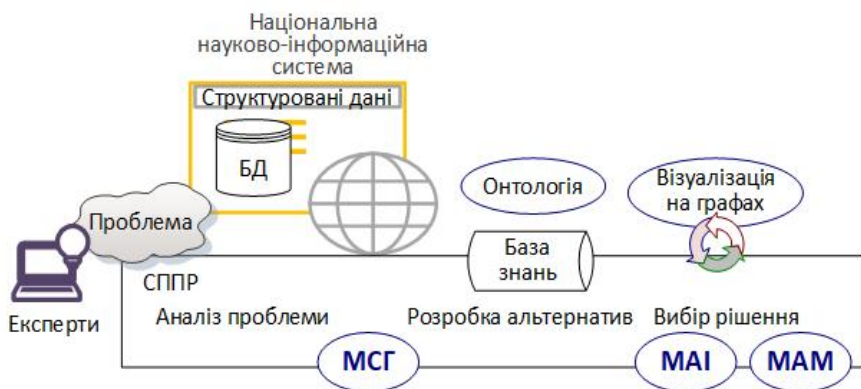 Національна
науково-інформаційна
система
Структуровані дані
БД
Проблема
Онтологія
Візуалізація
на графах
База
знань
СППР
Експерти
Аналіз проблеми
Розробка альтернатив
Вибір рішення
МСГ
МАІ
МАМ